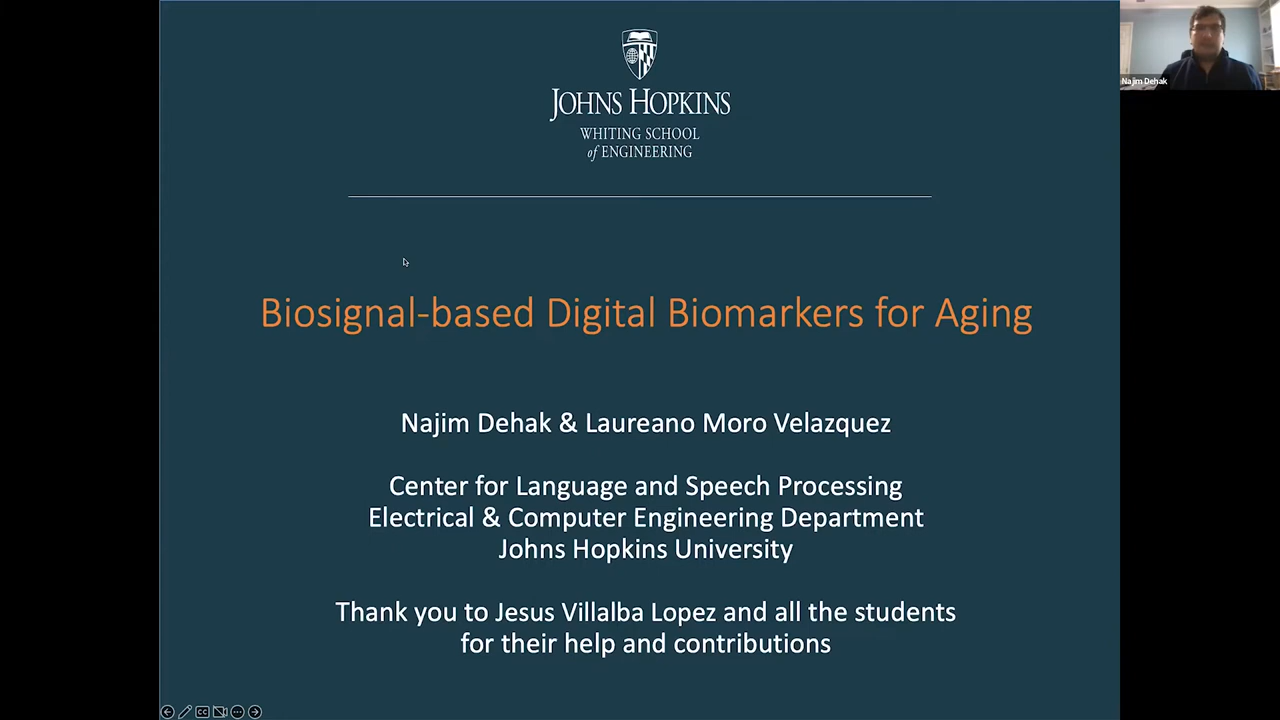 JOHNS HOPKINS
WHITING SCHOOL
of ENGINEERING
Najim Dehak
Biosignal-based Digital Biomarkers for Aging
Najim Dehak & Laureano Moro Velazquez
Center for Language and Speech Processing
Electrical & Computer Engineering Department
Johns Hopkins University
Thank you to Jesus Villalba Lopez and all the students
for their help and contributions